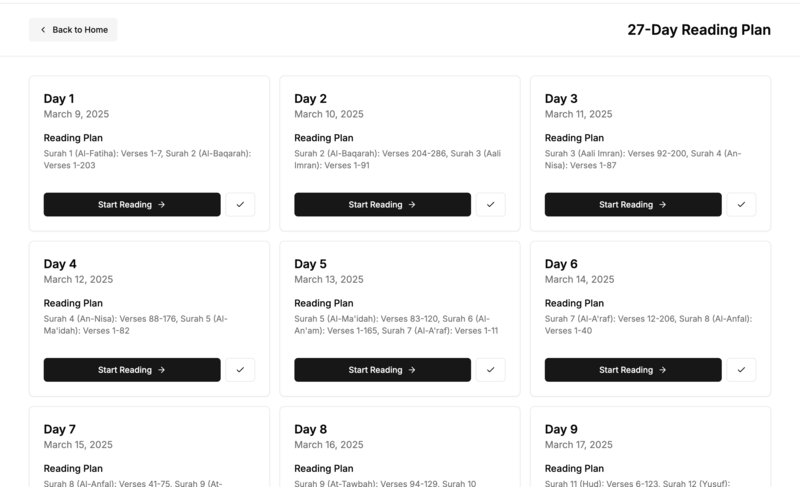 Back to Home
27-Day Reading Plan
Day 1
March 9, 2025
Reading Plan
Surah 1 (Al-Fatiha): Verses 1-7, Surah 2 (Al-Baqarah):
Verses 1-203
Start Reading →
Day 2
March 10, 2025
Reading Plan
Surah 2 (Al-Baqarah): Verses 204-286, Surah 3 (Aali
Imran): Verses 1-91
Start Reading →
Day 3
March 11, 2025
Reading Plan
Surah 3 (Aali Imran): Verses 92-200, Surah 4 (An-
Nisa): Verses 1-87
Start Reading →
Day 4
March 12, 2025
Reading Plan
Surah 4 (An-Nisa): Verses 88-176, Surah 5 (Al-
Ma'idah): Verses 1-82
Start Reading →
Day 5
March 13, 2025
Reading Plan
Surah 5 (Al-Ma'idah): Verses 83-120, Surah 6 (Al-
An'am): Verses 1-165, Surah 7 (Al-A'raf): Verses 1-11
Start Reading →
Day 6
March 14, 2025
Reading Plan
Surah 7 (Al-A'raf): Verses 12-206, Surah 8 (Al-Anfal):
Verses 1-40
Start Reading →
Day 7
March 15, 2025
Reading Plan
Surah 8 (Al-Anfal): Verses 41-75, Surah 9 (At-
Day 8
March 16, 2025
Reading Plan
Surah 9 (At-Tawbah): Verses 94-129, Surah 10
Day 9
March 17, 2025
Reading Plan
Surah 11 (Hud): Verses 6-123, Surah 12 (Yusuf):